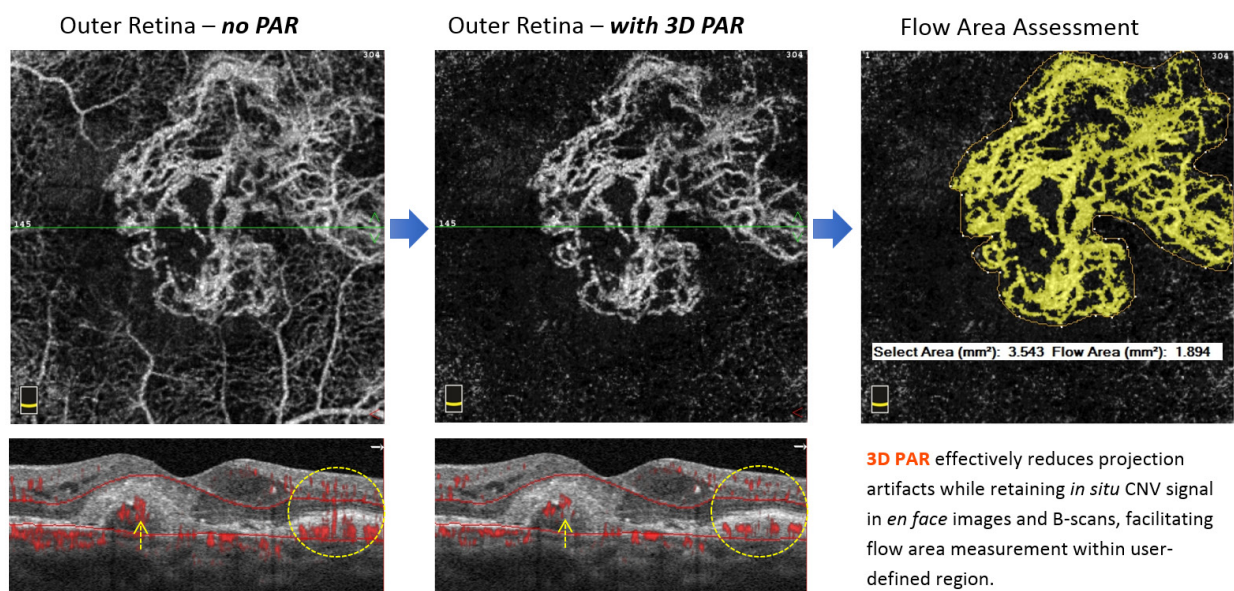 Outer Retina – no PAR
Outer Retina – with 3D PAR
Flow Area Assessment
304
145
304
145
1
304
Select Area (mm²): 3.543 Flow Area (mm²): 1.894
3D PAR effectively reduces projection
artifacts while retaining in situ CNV signal
in en face images and B-scans, facilitating
flow area measurement within user-
defined region.